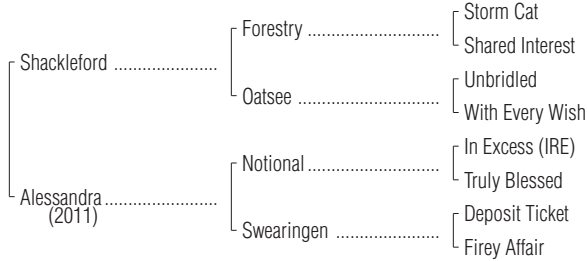 Storm Cat
Forestry
Shared Interest
Shackleford
Unbridled
Oatsee
With Every Wish
In Excess (IRE)
Notional
Truly Blessed
Alessandra
(2011)
Deposit Ticket
Swearingen
Firey Affair